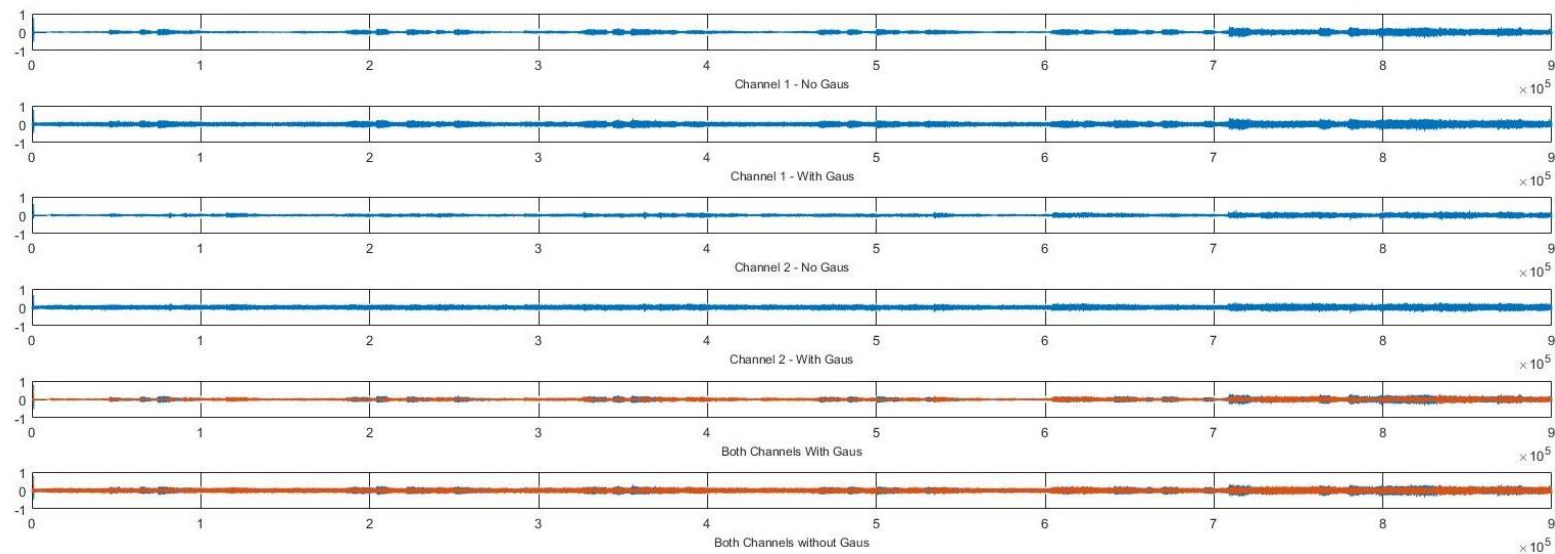 1
0
-1
0 1 2 3 4 5 6 7 8 9
Channel 1 - No Gaus
×10^5
1
0
-1
0 1 2 3 4 5 6 7 8 9
Channel 1 - With Gaus
×10^5
1
0
-1
0 1 2 3 4 5 6 7 8 9
Channel 2 - No Gaus
×10^5
1
0
-1
0 1 2 3 4 5 6 7 8 9
Channel 2 - With Gaus
×10^5
1
0
-1
0 1 2 3 4 5 6 7 8 9
Both Channels With Gaus
×10^5
1
0
-1
0 1 2 3 4 5 6 7 8 9
Both Channels without Gaus
×10^5